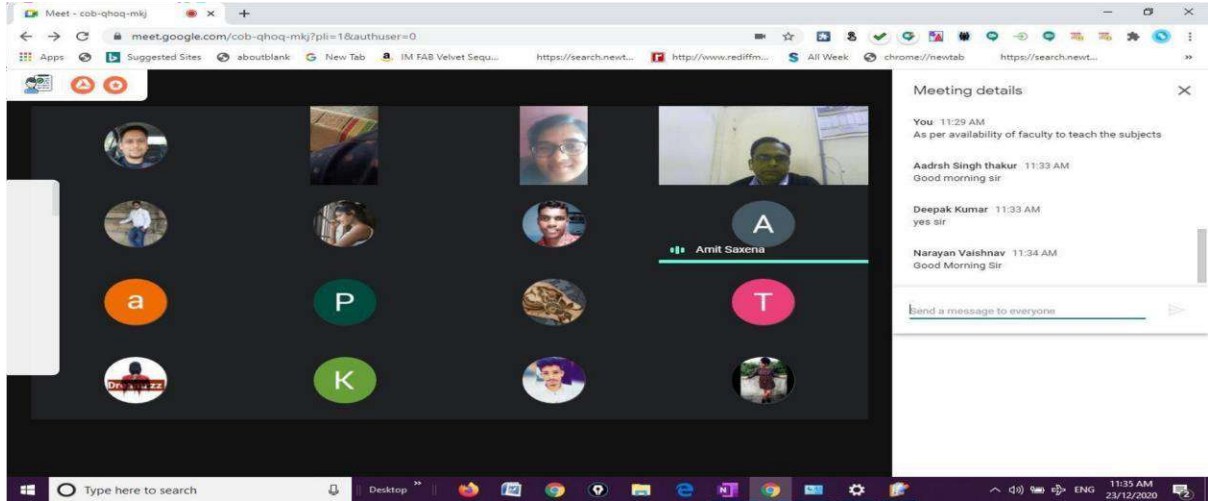 Meet - cob-qhoq-mkj
meet.google.com/cob-qhoq-mkj?pli=1&authuser=0
Apps Suggested Sites aboutblank New Tab IM FAB Velvet Sequ... https://search.newt... http://www.rediffm... All Week chrome://newtab https://search.newt...
Meeting details
You 11:29 AM
As per availability of faculty to teach the subjects
Aadrsh Singh thakur 11:33 AM
Good morning sir
Deepak Kumar 11:33 AM
yes sir
Narayan Vaishnav 11:34 AM
Good Morning Sir
Send a message to everyone
A
Amit Saxena
a P T
K
Type here to search
Desktop
ENG
11:35 AM
23/12/2020